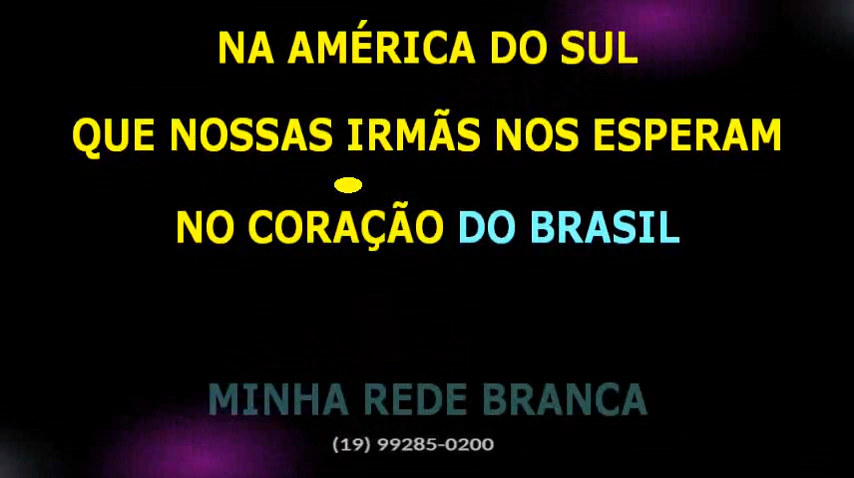 NA AMÉRICA DO SUL
QUE NOSSAS IRMÃS NOS ESPERAM
NO CORAÇÃO DO BRASIL
MINHA REDE BRANCA
(19) 99285-0200